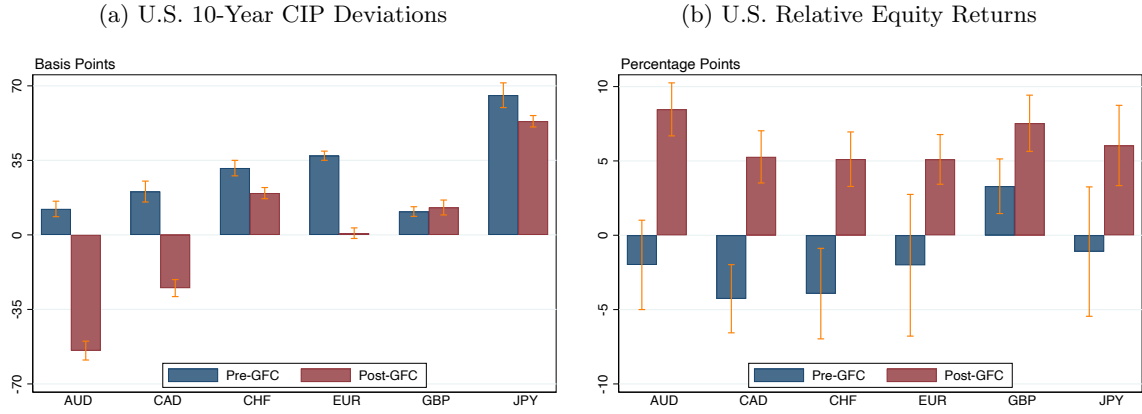 (a) U.S. 10-Year CIP Deviations
Basis Points
70
35
0
-35
-70
Pre-GFC Post-GFC
AUD CAD CHF EUR GBP JPY
(b) U.S. Relative Equity Returns
Percentage Points
10
5
0
-5
-10
Pre-GFC Post-GFC
AUD CAD CHF EUR GBP JPY